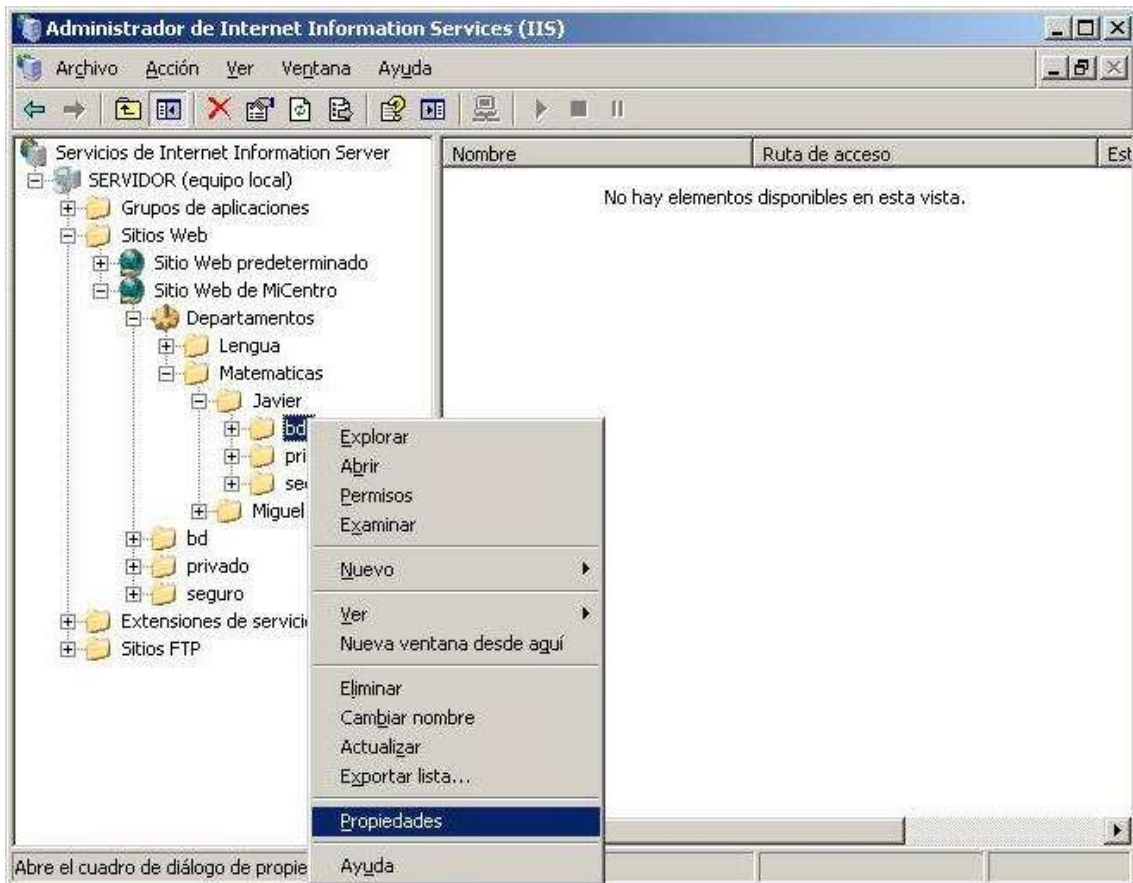 Administrador de Internet Information Services (IIS)
Archivo Acción Ver Ventana Ayuda
Servicios de Internet Information Server
SERVIDOR (equipo local)
Grupos de aplicaciones
Sitios Web
Sitio Web predeterminado
Sitio Web de MiCentro
Departamentos
Lengua
Matematicas
Javier
bd
pri
se
Miguel
bd
privado
seguro
Extensiones de servici
Sitios FTP
Nombre Ruta de acceso Est
No hay elementos disponibles en esta vista.
Explorar
Abrir
Permisos
Examinar
Nuevo
Ver
Nueva ventana desde aquí
Eliminar
Cambiar nombre
Actualizar
Exportar lista...
Propiedades
Ayuda
Abre el cuadro de diálogo de propie